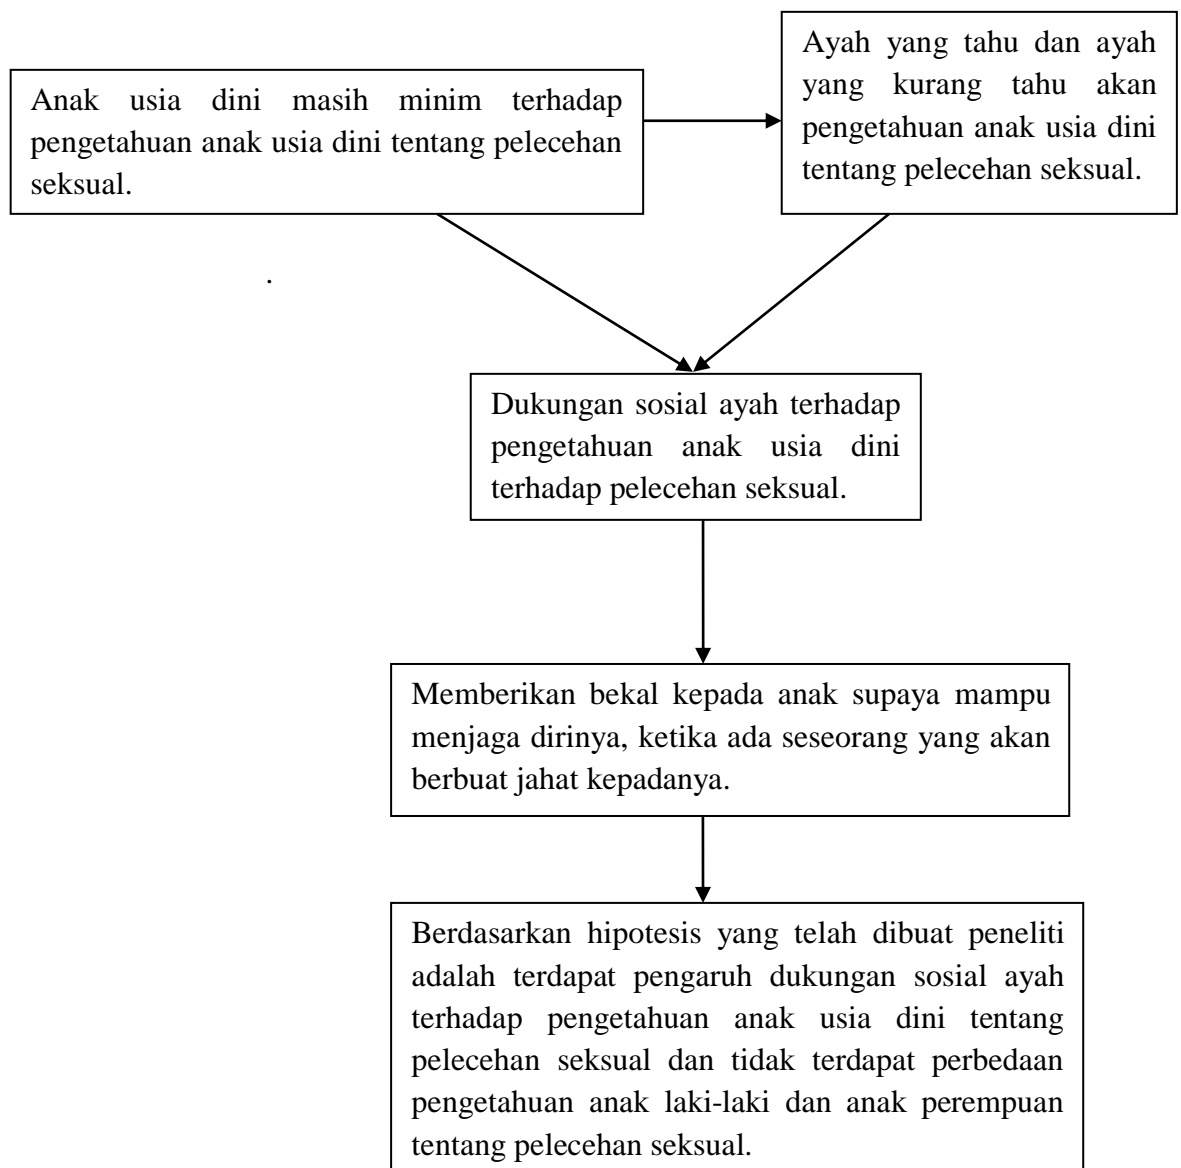 Anak usia dini masih minim terhadap
pengetahuan anak usia dini tentang pelecehan
seksual.
Ayah yang tahu dan ayah
yang kurang tahu akan
pengetahuan anak usia dini
tentang pelecehan seksual.
.
Dukungan sosial ayah terhadap
pengetahuan anak usia dini
terhadap pelecehan seksual.
Memberikan bekal kepada anak supaya mampu
menjaga dirinya, ketika ada seseorang yang akan
berbuat jahat kepadanya.
Berdasarkan hipotesis yang telah dibuat peneliti
adalah terdapat pengaruh dukungan sosial ayah
terhadap pengetahuan anak usia dini tentang
pelecehan seksual dan tidak terdapat perbedaan
pengetahuan anak laki-laki dan anak perempuan
tentang pelecehan seksual.